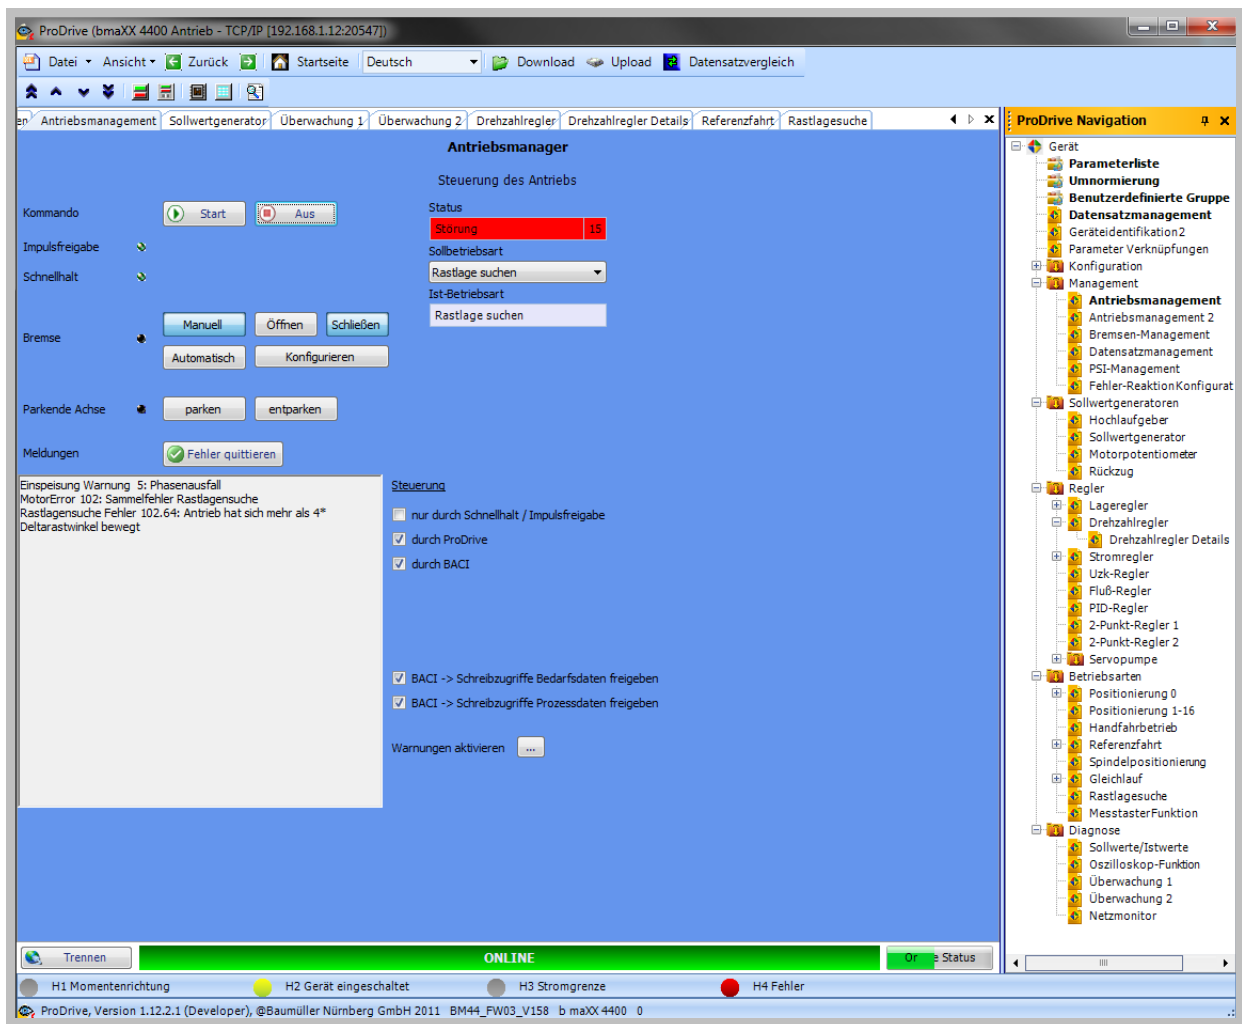 ProDrive (bmaXX 4400 Antrieb - TCP/IP [192.168.1.12:20547])
Datei Ansicht Zurück Startseite Deutsch Download Upload Datensatzvergleich
Antriebsmanagement Sollwertgenerator Überwachung 1 Überwachung 2 Drehzahlregler Drehzahlregler Details Referenzfahrt Rastlagesuche
Antriebsmanager
Steuerung des Antriebs
Kommando Start Aus
Status
Störung 15
Impulsfreigabe
Sollbetriebsart
Schnellhalt
Rastlage suchen
Ist-Betriebsart
Rastlage suchen
Bremse
Manuell Öffnen Schließen
Automatisch Konfigurieren
Parkende Achse parken entparken
Meldungen Fehler quittieren
Einspeisung Warnung 5: Phasenausfall
MotorError 102: Sammelfehler Rastlagensuche
Rastlagensuche Fehler 102.64: Antrieb hat sich mehr als 4*
Deltarastwinkel bewegt
Steuerung
nur durch Schnellhalt / Impulsfreigabe
durch ProDrive
durch BACI
BACI -> Schreibzugriffe Bedarfsdaten freigeben
BACI -> Schreibzugriffe Prozessdaten freigeben
Warnungen aktivieren ...
ProDrive Navigation
Gerät
Parameterliste
Umnormierung
Benutzerdefinierte Gruppe
Datensatzmanagement
Geräteidentifikation2
Parameter Verknüpfungen
Konfiguration
Management
Antriebsmanagement
Antriebsmanagement 2
Bremsen-Management
Datensatzmanagement
PSI-Management
Fehler-Reaktion Konfigurat
Sollwertgeneratoren
Hochlaufgeber
Sollwertgenerator
Motorpotentiometer
Rückzug
Regler
Lageregler
Drehzahlregler
Drehzahlregler Details
Stromregler
Uzk-Regler
Fluß-Regler
PID-Regler
2-Punkt-Regler 1
2-Punkt-Regler 2
Servopumpe
Betriebsarten
Positionierung 0
Positionierung 1-16
Handfahrbetrieb
Referenzfahrt
Spindelpositionierung
Gleichlauf
Rastlagesuche
MesstasterFunktion
Diagnose
Sollwerte/Istwerte
Oszilloskop-Funktion
Überwachung 1
Überwachung 2
Netzmonitor
Trennen ONLINE Or e Status
H1 Momentenrichtung H2 Gerät eingeschaltet H3 Stromgrenze H4 Fehler
ProDrive, Version 1.12.2.1 (Developer), @Baumüller Nürnberg GmbH 2011 BM44_FW03_V158 b maXX 4400 0